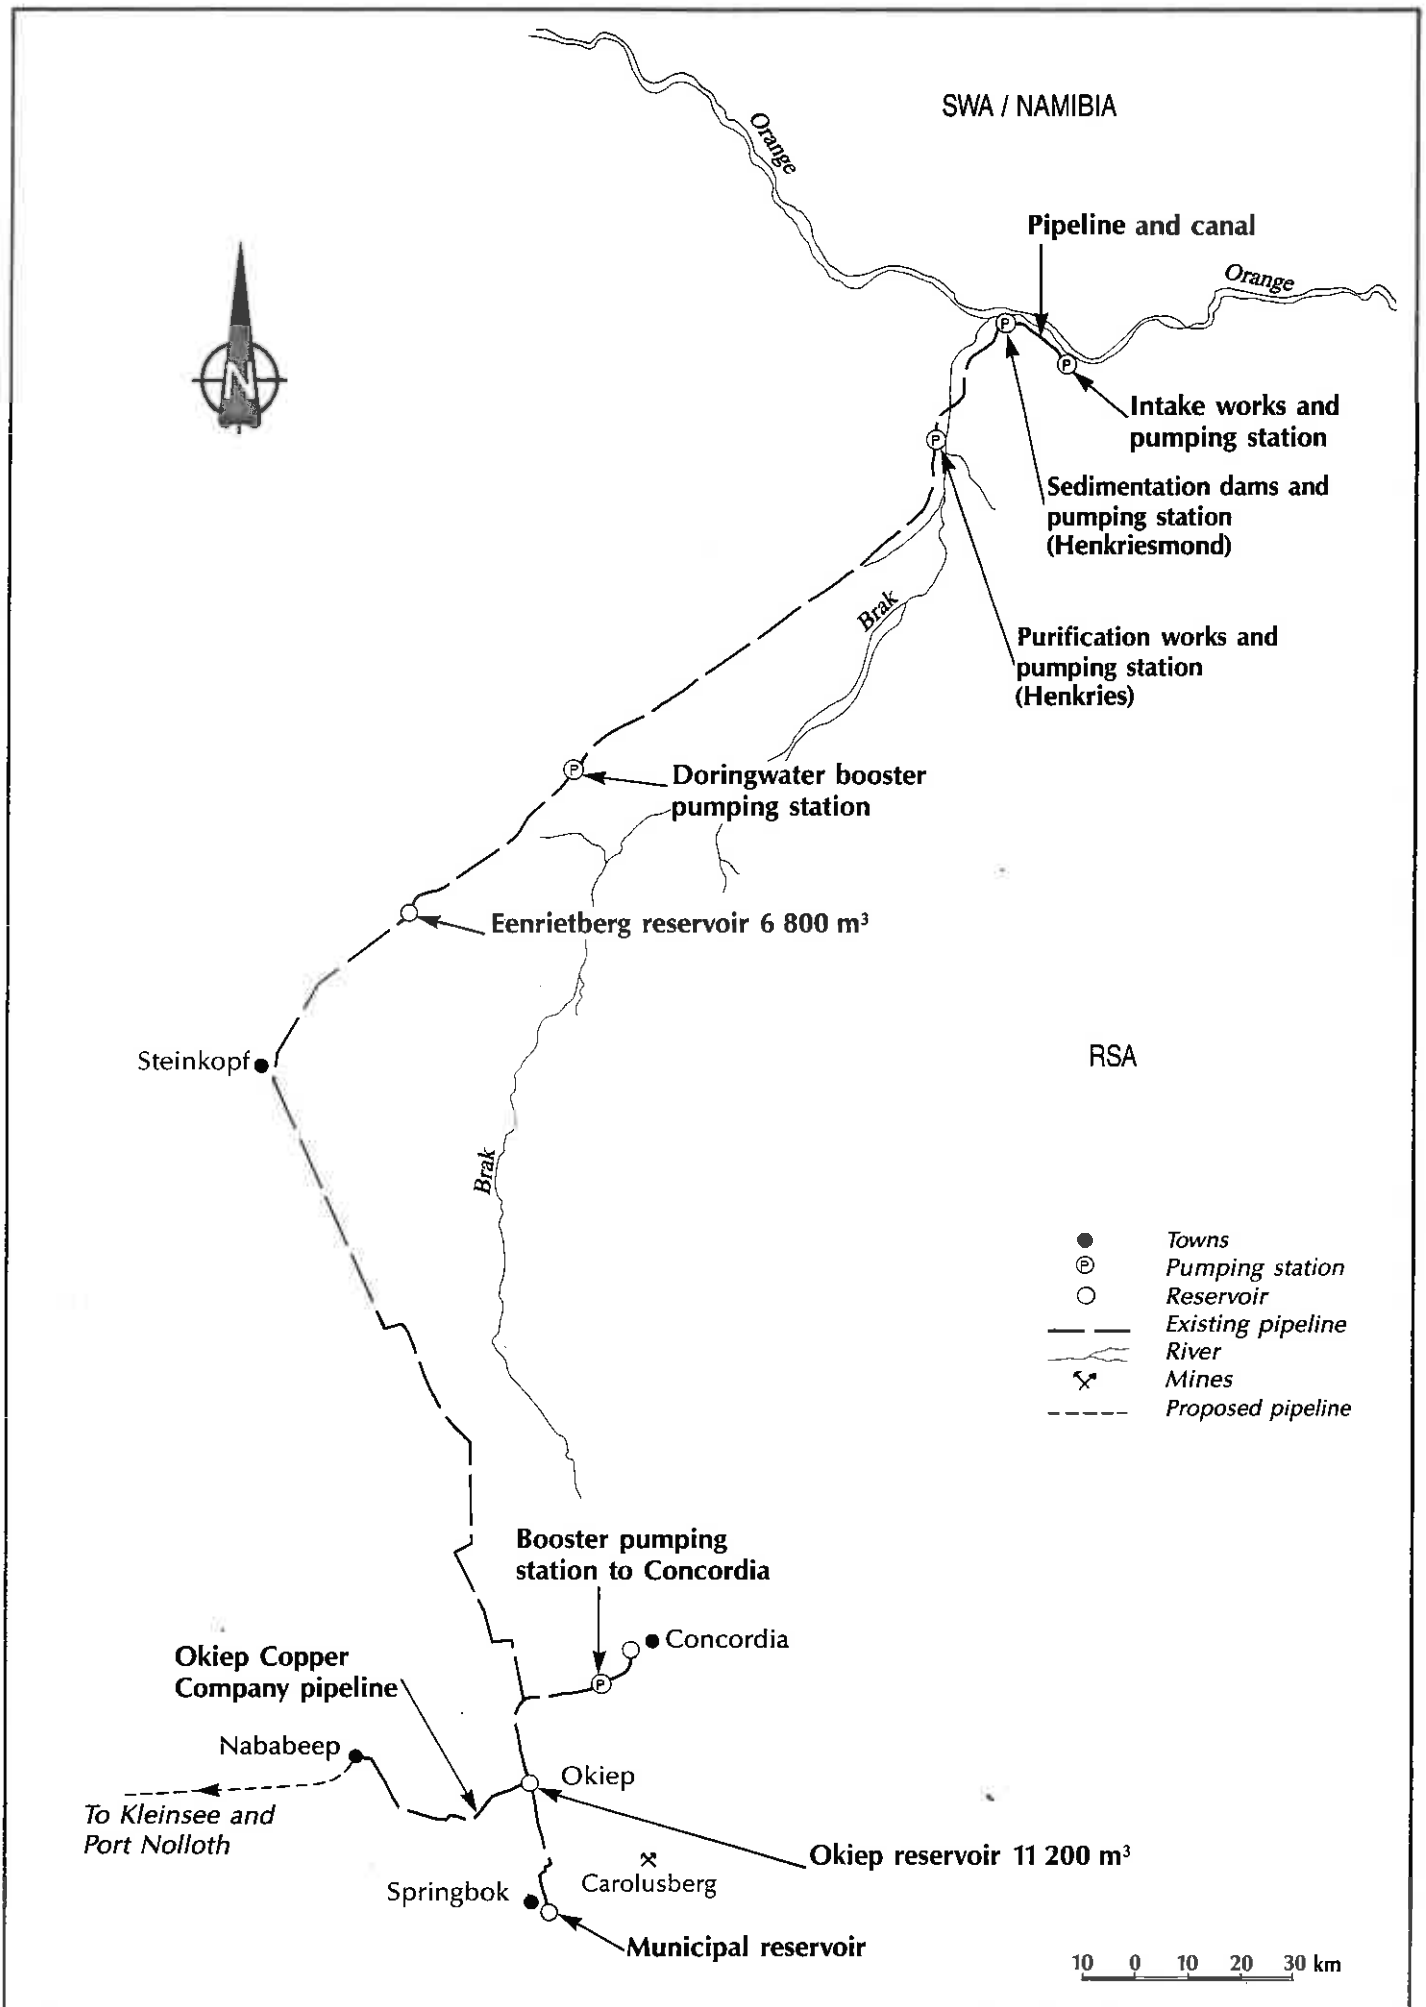 SWA / NAMIBIA
Orange
Pipeline and canal
Orange
P
P
Intake works and
pumping station
N
P
Sedimentation dams and
pumping station
(Henkriesmond)
Brak
Purification works and
pumping station
(Henkries)
P
Doringwater booster
pumping station
Eenrietberg reservoir 6 800 m³
Steinkopf
RSA
Brak
Towns
P
Pumping station
Reservoir
Existing pipeline
River
Mines
Proposed pipeline
Booster pumping
station to Concordia
Concordia
P
Okiep Copper
Company pipeline
Nababeep
Okiep
To Kleinsee and
Port Nolloth
Okiep reservoir 11 200 m³
Carolusberg
Springbok
Municipal reservoir
10 0 10 20 30 km